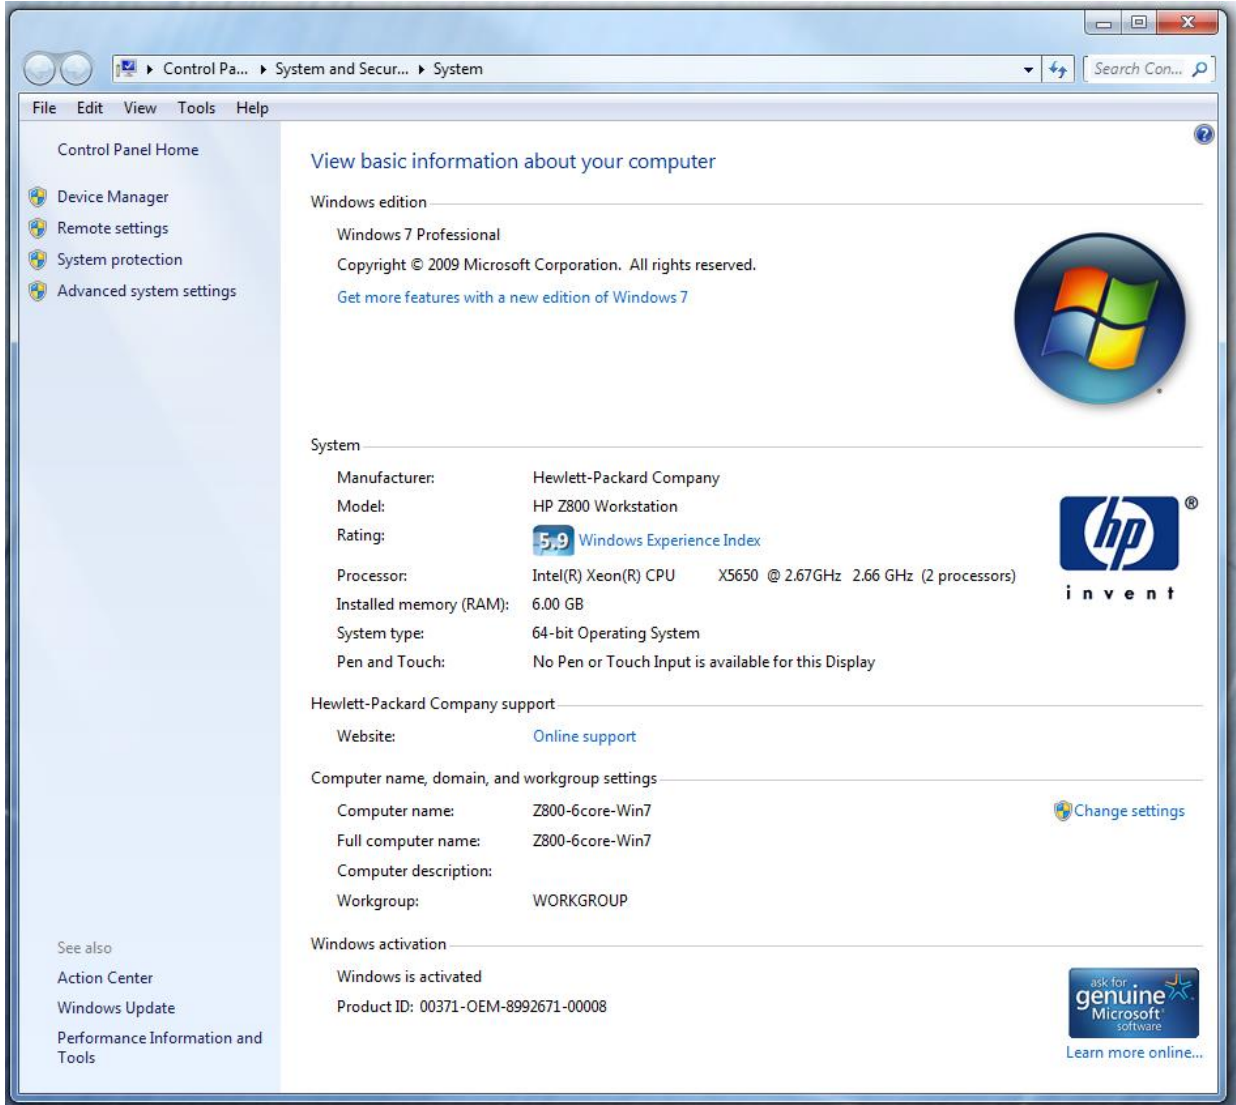 Control Pa... ▸ System and Secur... ▸ System
Search Con...
File Edit View Tools Help
Control Panel Home
Device Manager
Remote settings
System protection
Advanced system settings
See also
Action Center
Windows Update
Performance Information and
Tools
View basic information about your computer
Windows edition
Windows 7 Professional
Copyright © 2009 Microsoft Corporation. All rights reserved.
Get more features with a new edition of Windows 7
System
Manufacturer: Hewlett-Packard Company
Model: HP Z800 Workstation
Rating: 5,9 Windows Experience Index
Processor: Intel(R) Xeon(R) CPU X5650 @ 2.67GHz 2.66 GHz (2 processors)
Installed memory (RAM): 6.00 GB
System type: 64-bit Operating System
Pen and Touch: No Pen or Touch Input is available for this Display
hp ®
invent
Hewlett-Packard Company support
Website: Online support
Computer name, domain, and workgroup settings
Computer name: Z800-6core-Win7
Change settings
Full computer name: Z800-6core-Win7
Computer description:
Workgroup: WORKGROUP
Windows activation
Windows is activated
Product ID: 00371-OEM-8992671-00008
ask for
genuine
Microsoft
software
Learn more online...